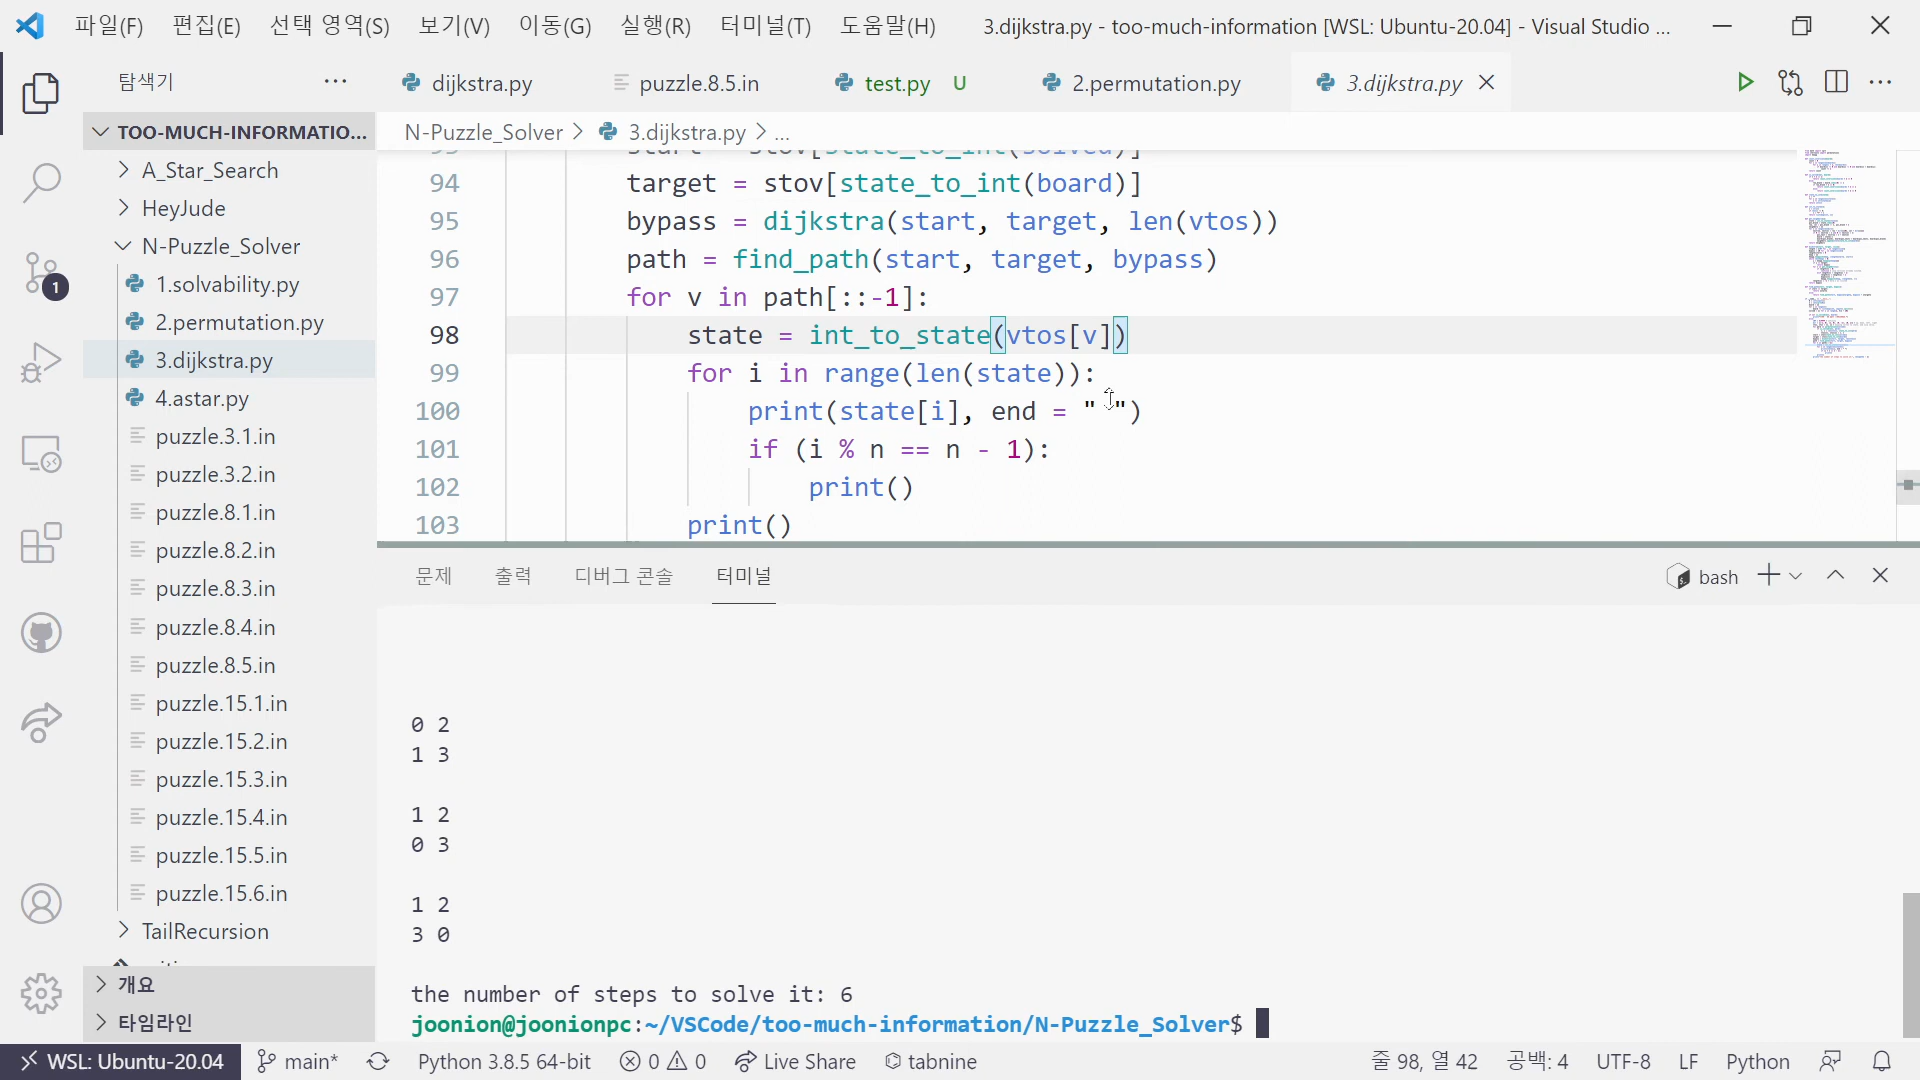 파일(F) 편집(E) 선택 영역(S) 보기(V) 이동(G) 실행(R) 터미널(T) 도움말(H) 3.dijkstra.py - too-much-information [WSL: Ubuntu-20.04] - Visual Studio ...
탐색기
dijkstra.py puzzle.8.5.in test.py U 2.permutation.py 3.dijkstra.py
TOO-MUCH-INFORMATIO...
N-Puzzle_Solver > 3.dijkstra.py > ...
A_Star_Search
HeyJude
N-Puzzle_Solver
1.solvability.py
2.permutation.py
3.dijkstra.py
4.astar.py
puzzle.3.1.in
puzzle.3.2.in
puzzle.8.1.in
puzzle.8.2.in
puzzle.8.3.in
puzzle.8.4.in
puzzle.8.5.in
puzzle.15.1.in
puzzle.15.2.in
puzzle.15.3.in
puzzle.15.4.in
puzzle.15.5.in
puzzle.15.6.in
TailRecursion
개요
타임라인
1
94 target = stov[state_to_int(board)]
95 bypass = dijkstra(start, target, len(vtos))
96 path = find_path(start, target, bypass)
97 for v in path[::-1]:
98 state = int_to_state(vtos[v])
99 for i in range(len(state)):
100 print(state[i], end = " ")
101 if (i % n == n - 1):
102 print()
103 print()
문제 출력 디버그 콘솔 터미널 bash
0 2
1 3
1 2
0 3
1 2
3 0
the number of steps to solve it: 6
joonion@joonionpc:~/VSCode/too-much-information/N-Puzzle_Solver$
WSL: Ubuntu-20.04 main* Python 3.8.5 64-bit 0 0 Live Share tabnine 줄 98, 열 42 공백: 4 UTF-8 LF Python